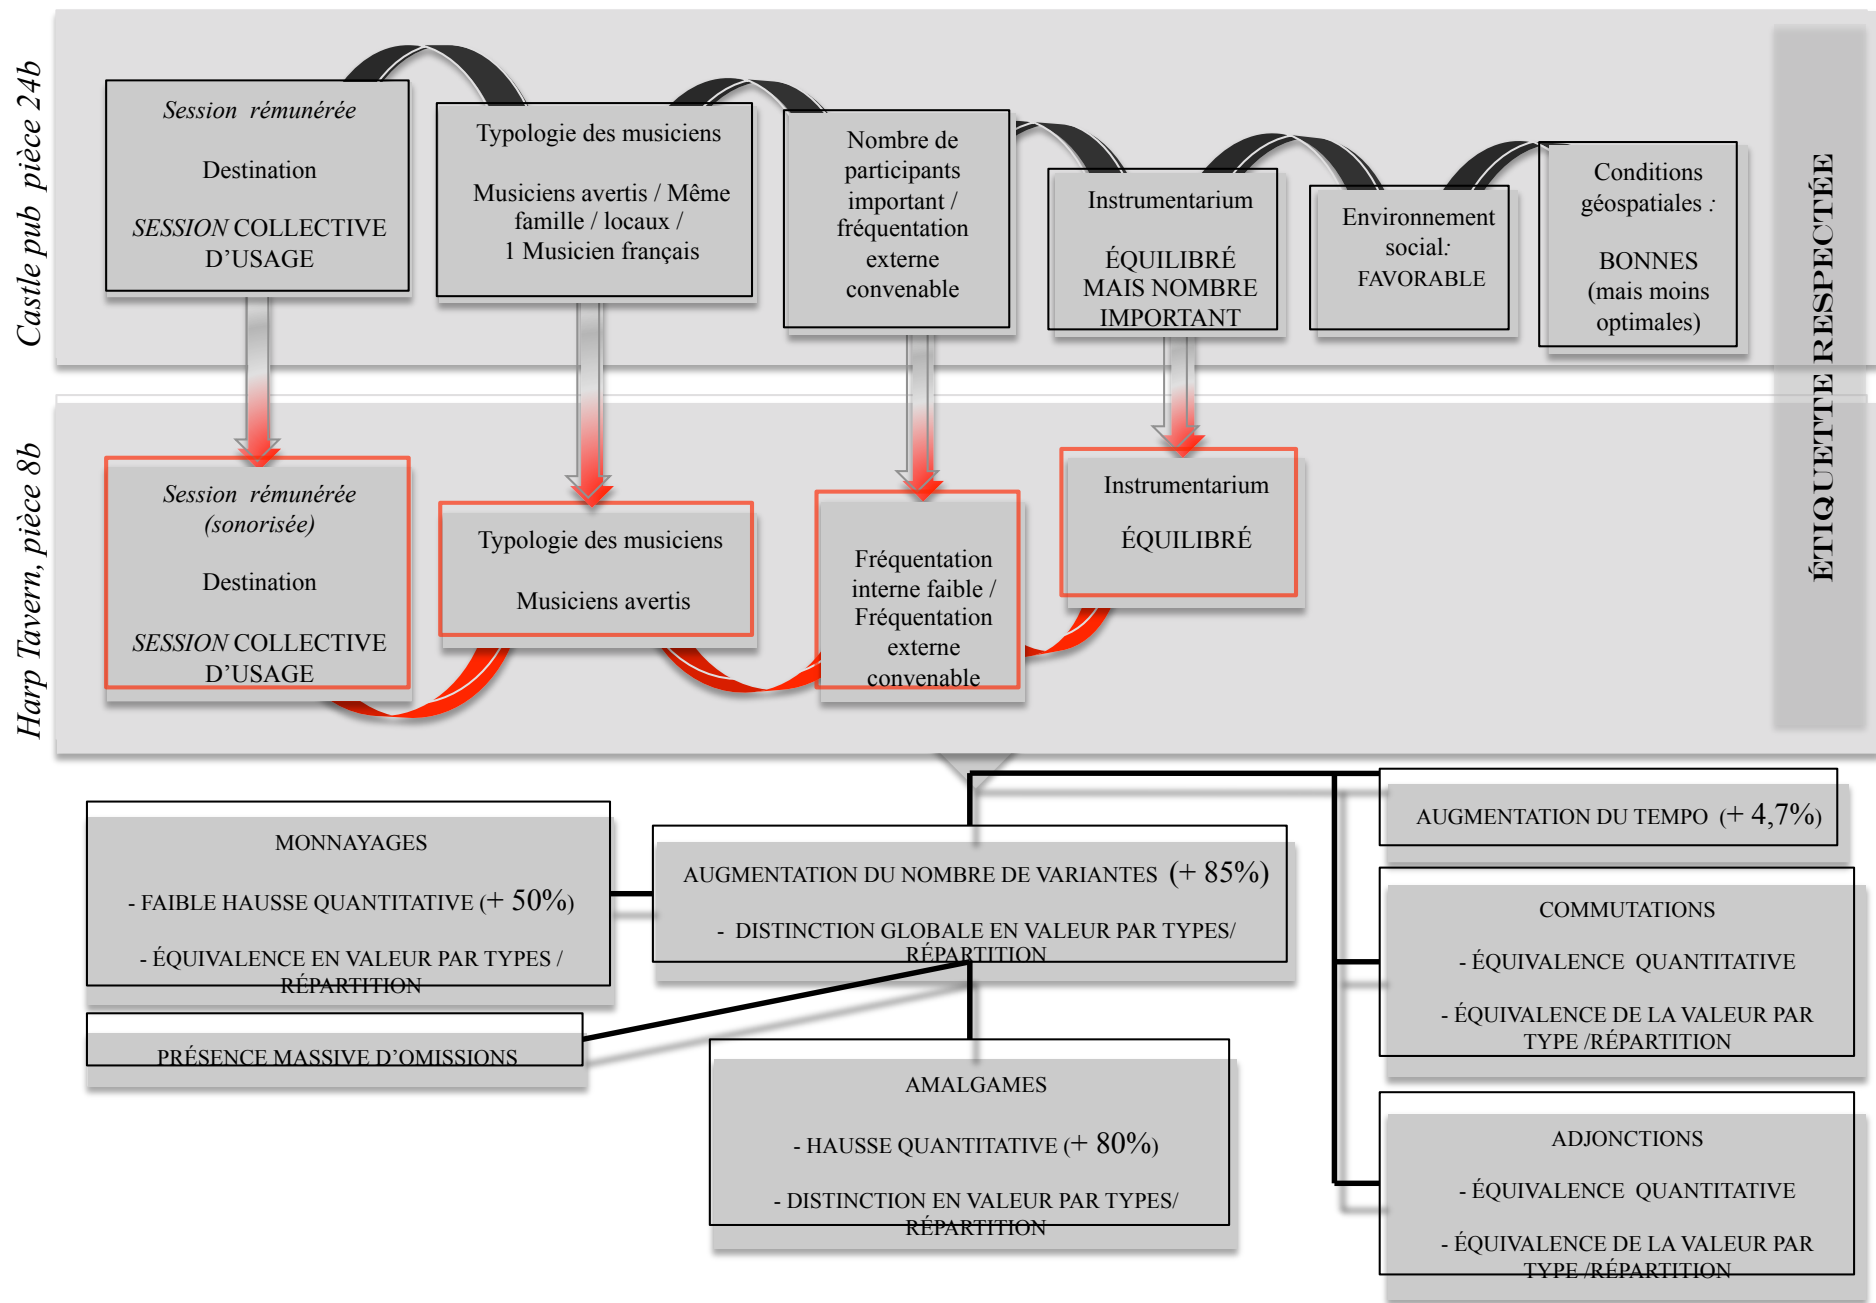 Castle pub pièce 24b
Session rémunérée
Destination
SESSION COLLECTIVE
D'USAGE
Typologie des musiciens
Musiciens avertis / Même
famille / locaux /
1 Musicien français
Nombre de
participants
important /
fréquentation
externe
convenable
Instrumentarium
ÉQUILIBRÉ
MAIS NOMBRE
IMPORTANT
Environnement
social:
FAVORABLE
Conditions
géospatiales :
BONNES
(mais moins
optimales)
ÉTIQUETTE RESPECTÉE
Harp Tavern, pièce 8b
Session rémunérée
(sonorisée)
Destination
SESSION COLLECTIVE
D'USAGE
Typologie des musiciens
Musiciens avertis
Fréquentation
interne faible /
Fréquentation
externe
convenable
Instrumentarium
ÉQUILIBRÉ
MONNAYAGES
- FAIBLE HAUSSE QUANTITATIVE (+ 50%)
- ÉQUIVALENCE EN VALEUR PAR TYPES /
RÉPARTITION
AUGMENTATION DU NOMBRE DE VARIANTES (+ 85%)
- DISTINCTION GLOBALE EN VALEUR PAR TYPES/
RÉPARTITION
AUGMENTATION DU TEMPO (+ 4,7%)
COMMUTATIONS
- ÉQUIVALENCE QUANTITATIVE
- ÉQUIVALENCE DE LA VALEUR PAR
TYPE /RÉPARTITION
PRÉSENCE MASSIVE D'OMISSIONS
AMALGAMES
- HAUSSE QUANTITATIVE (+ 80%)
- DISTINCTION EN VALEUR PAR TYPES/
RÉPARTITION
ADJONCTIONS
- ÉQUIVALENCE QUANTITATIVE
- ÉQUIVALENCE DE LA VALEUR PAR
TYPE /RÉPARTITION